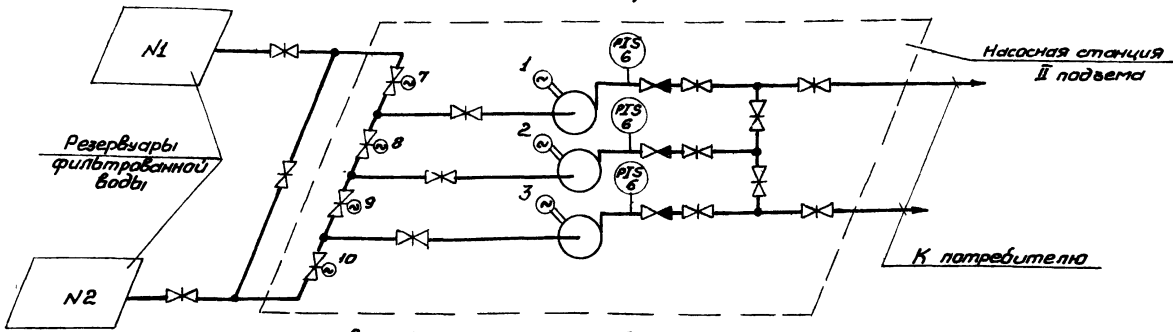 N1
7
1
PIS
6
Насосная станция
II подъема
8
2
PIS
6
Резервуары
фильтрованной
воды
9
3
PIS
6
10
N2
К потребителю